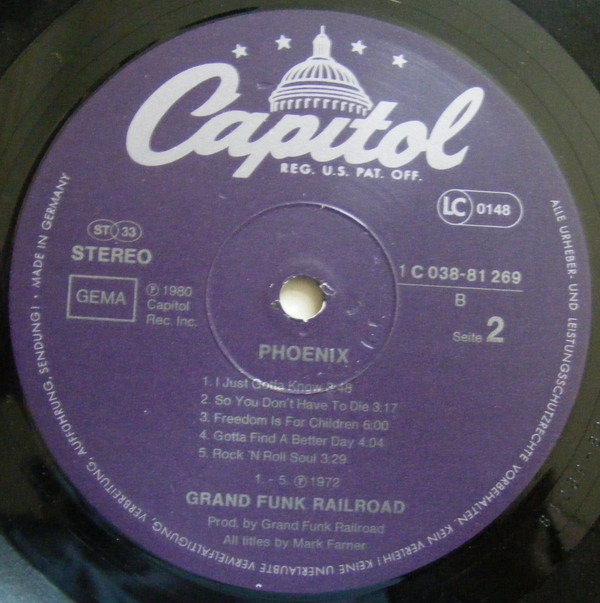 Capitol
REG. U.S. PAT. OFF.
LC 0148
ST 33
STEREO
GEMA
℗ 1980
Capitol
Rec. Inc.
1 C 038-81 269
B
Seite 2
PHOENIX
1. I Just Gotta Know 3:48
2. So You Don't Have To Die 3:17
3. Freedom Is For Children 6:00
4. Gotta Find A Better Day 4:04
5. Rock 'N Roll Soul 3:29
1. - 5. ℗ 1972
GRAND FUNK RAILROAD
Prod. by Grand Funk Railroad
All titles by Mark Farner
ALLE URHEBER- UND LEISTUNGSSCHUTZRECHTE VORBEHALTEN. KEIN VERLEIH! KEINE UNERLAUBTE VERVIELFÄLTIGUNG, VERBREITUNG, AUFFÜHRUNG, SENDUNG! • MADE IN GERMANY